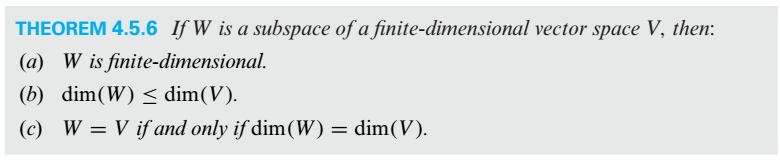 THEOREM 4.5.6 If W is a subspace of a finite-dimensional vector space V, then:
(a) W is finite-dimensional.
(b) dim(W) ≤ dim(V).
(c) W = V if and only if dim(W) = dim(V).